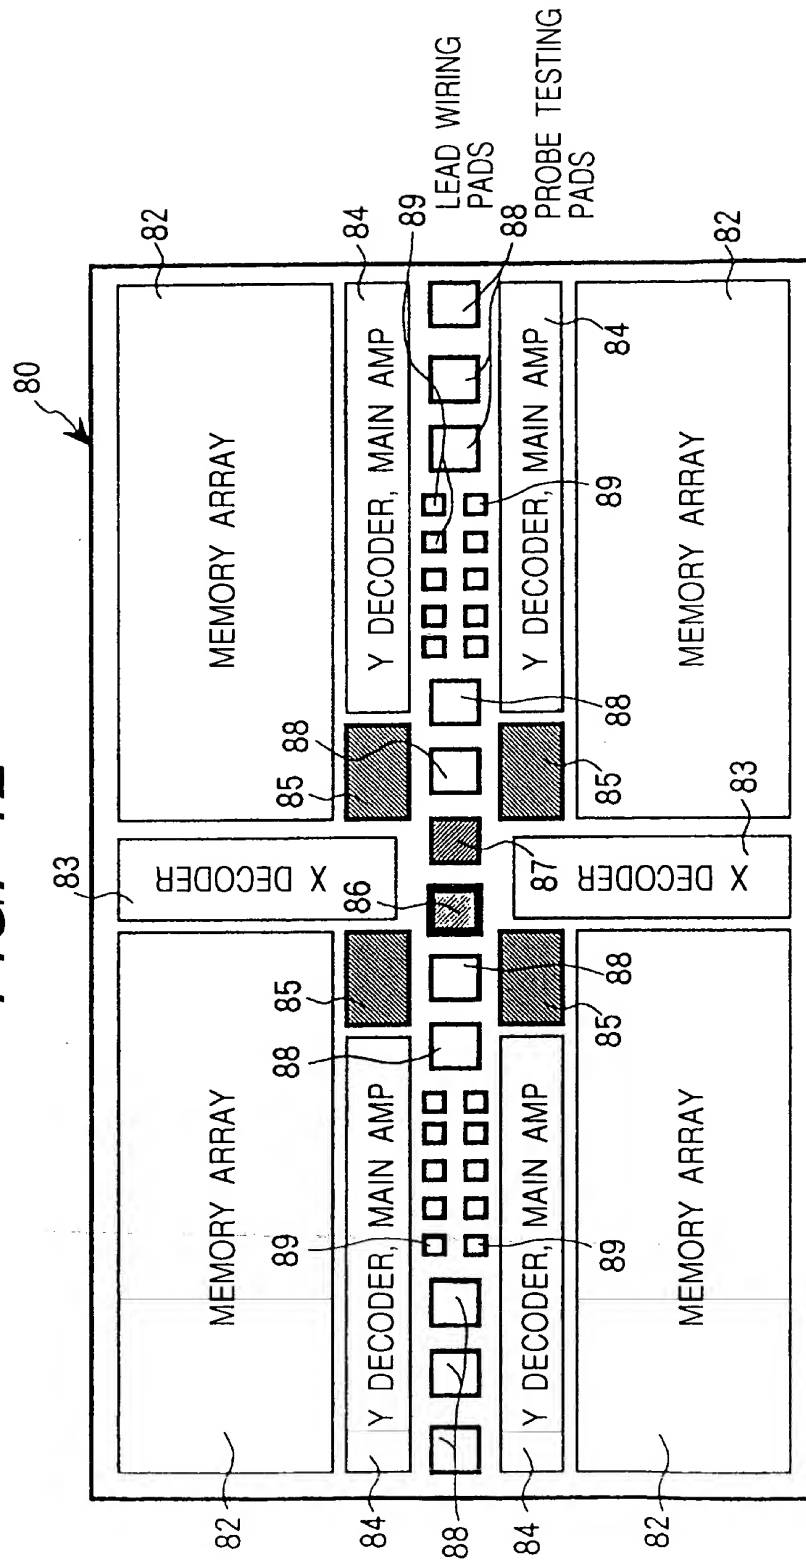 80
82
83
82
MEMORY ARRAY
X DECODER
MEMORY ARRAY
84
88
85
86
85
88
89
84
89
Y DECODER, MAIN AMP
Y DECODER, MAIN AMP
LEAD WIRING
PADS
88
88
PROBE TESTING
PADS
Y DECODER, MAIN AMP
Y DECODER, MAIN AMP
84
89
85
88
87
85
88
89
84
X DECODER
83
MEMORY ARRAY
MEMORY ARRAY
82
82